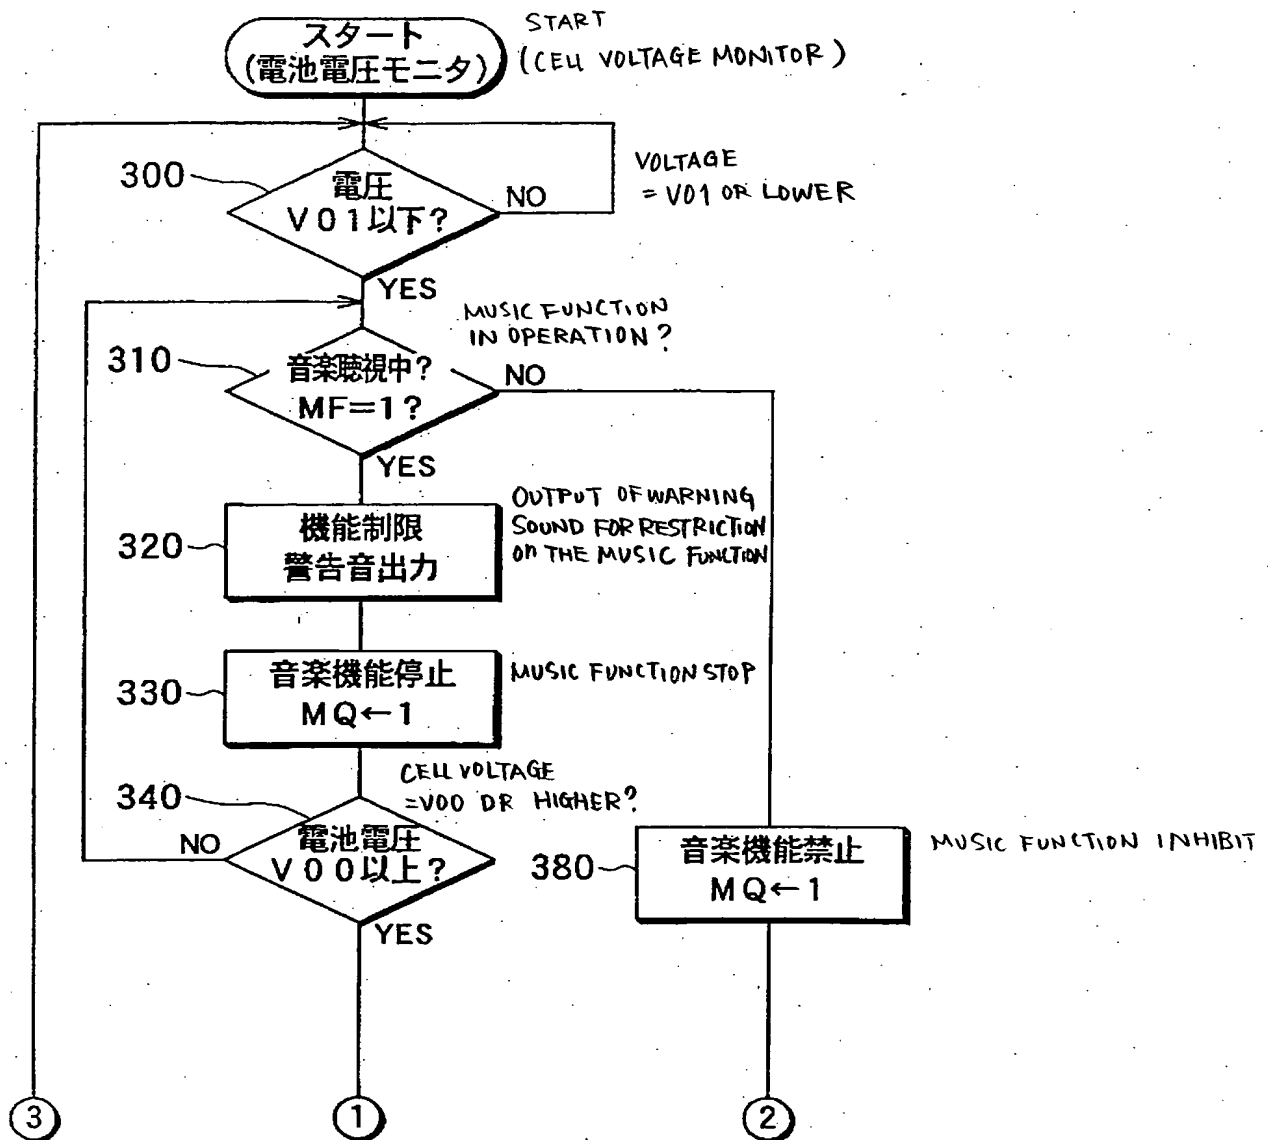 スタート
(電池電圧モニタ)
START
(CELL VOLTAGE MONITOR)
300
電圧
V01以下?
NO
VOLTAGE
= V01 OR LOWER
YES
MUSIC FUNCTION
IN OPERATION?
310
音楽聴視中?
MF=1?
NO
YES
320
機能制限
警告音出力
OUTPUT OF WARNING
SOUND FOR RESTRICTION
ON THE MUSIC FUNCTION
330
音楽機能停止
MQ←1
MUSIC FUNCTION STOP
CELL VOLTAGE
=V00 OR HIGHER?
340
NO
電池電圧
V00以上?
YES
380
音楽機能禁止
MQ←1
MUSIC FUNCTION INHIBIT
3
1
2